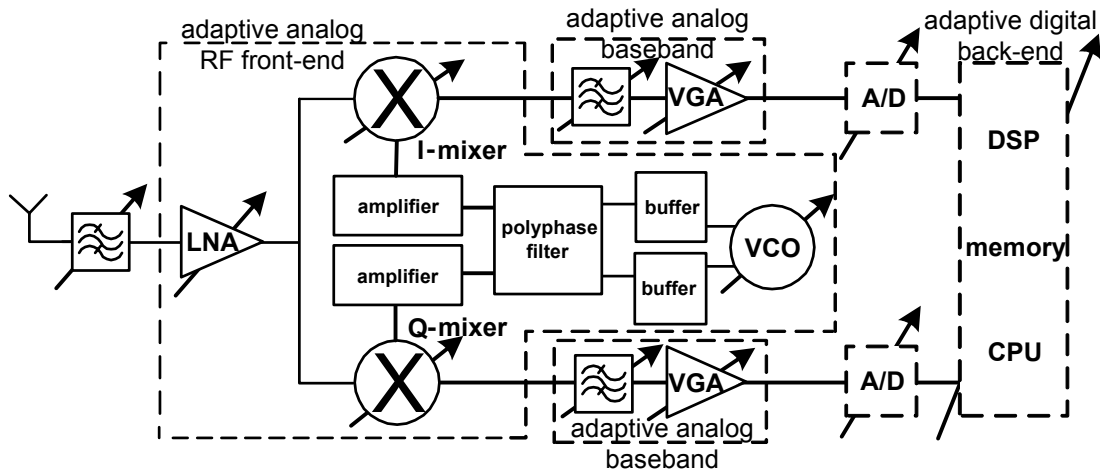 adaptive analog
RF front-end
adaptive analog
baseband
adaptive digital
back-end
X
I-mixer
VGA
A/D
DSP
amplifier
polyphase
filter
buffer
VCO
LNA
amplifier
buffer
memory
Q-mixer
X
VGA
A/D
CPU
adaptive analog
baseband